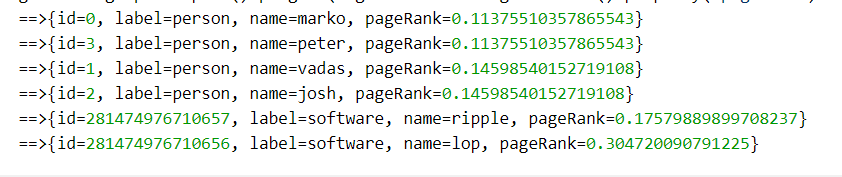 ==>{id=0, label=person, name=marko, pageRank=0.11375510357865543}
==>{id=3, label=person, name=peter, pageRank=0.11375510357865543}
==>{id=1, label=person, name=vadas, pageRank=0.14598540152719108}
==>{id=2, label=person, name=josh, pageRank=0.14598540152719108}
==>{id=281474976710657, label=software, name=ripple, pageRank=0.17579889899708237}
==>{id=281474976710656, label=software, name=lop, pageRank=0.304720090791225}